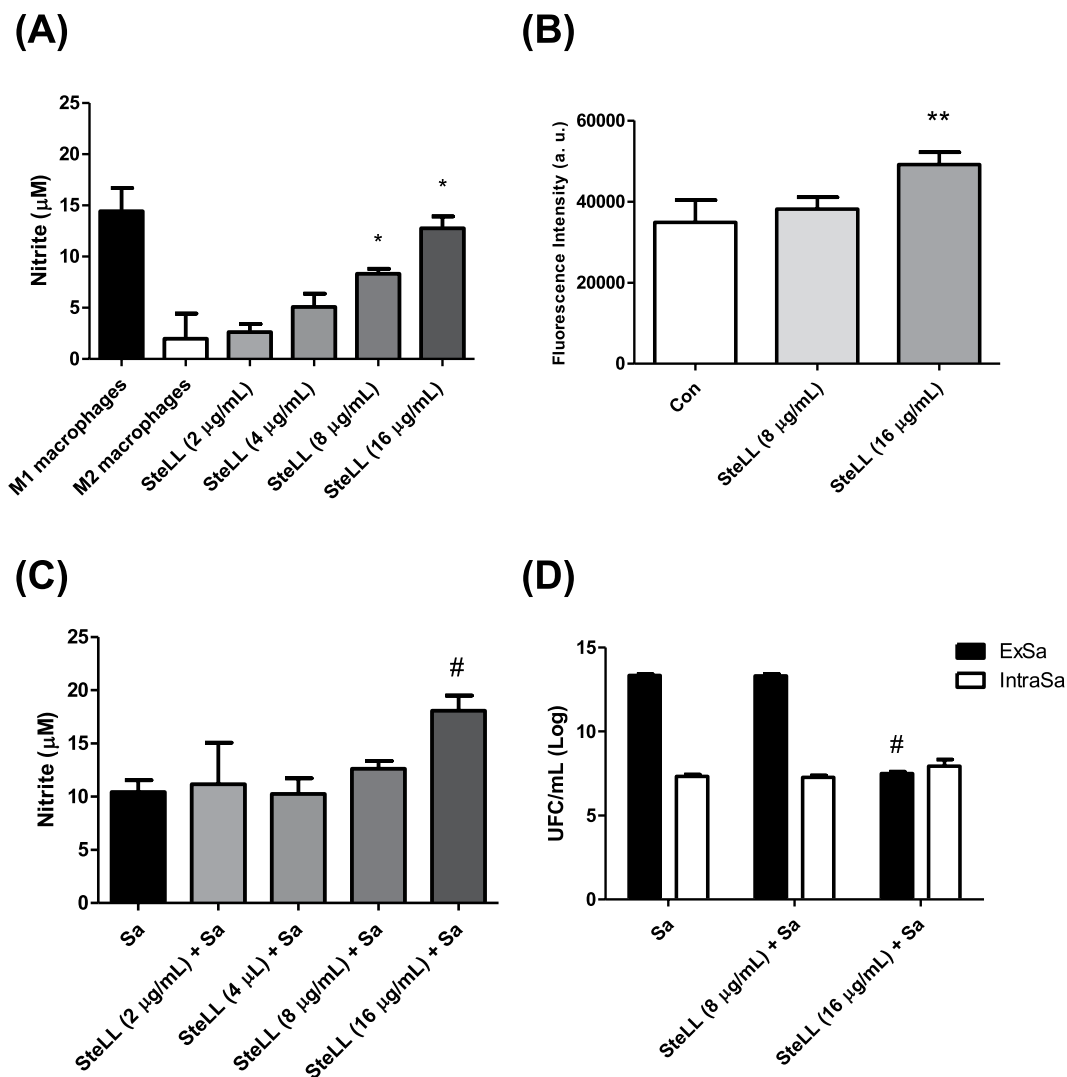 (A)
Nitrite (μM)
25
20
15
10
5
0
*
*
M1 macrophages
M2 macrophages
SteLL (2 μg/mL)
SteLL (4 μg/mL)
SteLL (8 μg/mL)
SteLL (16 μg/mL)
(B)
Fluorescence Intensity (a. u.)
60000
40000
20000
0
**
Con
SteLL (8 μg/mL)
SteLL (16 μg/mL)
(C)
Nitrite (μM)
25
20
15
10
5
0
#
Sa
SteLL (2 μg/mL) + Sa
SteLL (4 μL) + Sa
SteLL (8 μg/mL) + Sa
SteLL (16 μg/mL) + Sa
(D)
UFC/mL (Log)
15
10
5
0
#
ExSa
IntraSa
Sa
SteLL (8 μg/mL) + Sa
SteLL (16 μg/mL) + Sa